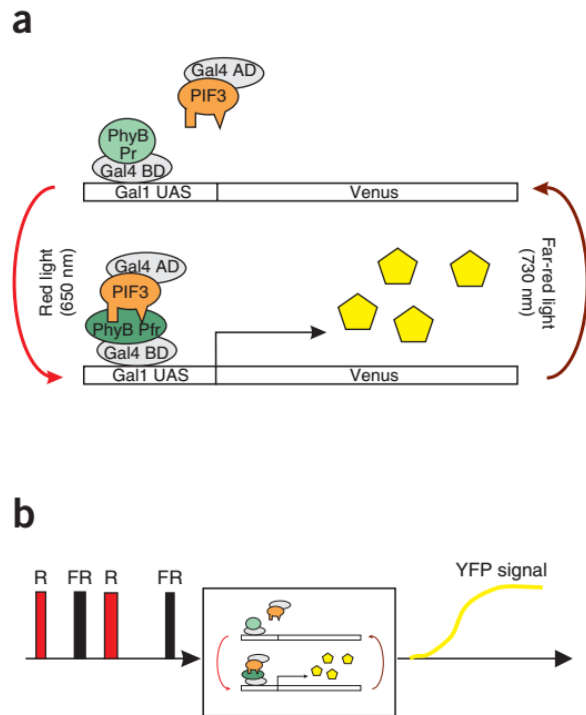 a
Gal4 AD
PIF3
PhyB
Pr
Gal4 BD
Gal1 UAS
Venus
Red light
(650 nm)
Far-red light
(730 nm)
Gal4 AD
PIF3
PhyB Pfr
Gal4 BD
Gal1 UAS
Venus
b
R
FR
R
FR
YFP signal